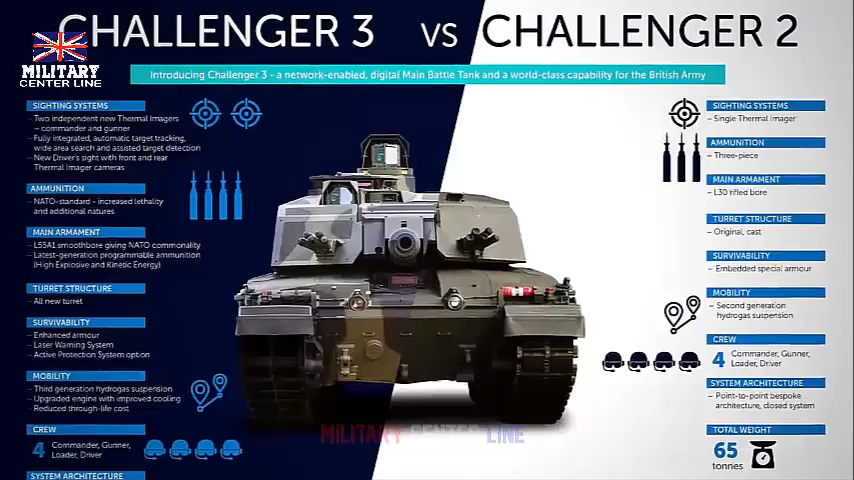 CHALLENGER 3 VS CHALLENGER 2
MILITARY
CENTER LINE
Introducing Challenger 3 - a network-enabled, digital Main Battle Tank and a world-class capability for the British Army
SIGHTING SYSTEMS
– Two independent new Thermal Imagers
– commander and gunner
– Fully integrated, automatic target tracking,
wide area search and assisted target detection
– New Driver's sight with front and rear
Thermal Imager cameras
AMMUNITION
– NATO-standard - increased lethality
and additional natures
MAIN ARMAMENT
– L55A1 smoothbore giving NATO commonality
– Latest-generation programmable ammunition
(High Explosive and Kinetic Energy)
TURRET STRUCTURE
– All new turret
SURVIVABILITY
– Enhanced armour
– Laser Warning System
– Active Protection System option
MOBILITY
– Third generation hydrogas suspension
– Upgraded engine with improved cooling
– Reduced through-life cost
CREW
4 Commander, Gunner,
Loader, Driver
SYSTEM ARCHITECTURE
SIGHTING SYSTEMS
– Single Thermal Imager
AMMUNITION
– Three-piece
MAIN ARMAMENT
– L30 rifled bore
TURRET STRUCTURE
– Original, cast
SURVIVABILITY
– Embedded special armour
MOBILITY
– Second generation
hydrogas suspension
CREW
4 Commander, Gunner,
Loader, Driver
SYSTEM ARCHITECTURE
– Point-to-point bespoke
architecture, closed system
TOTAL WEIGHT
65
tonnes
MILITARY CENTER LINE